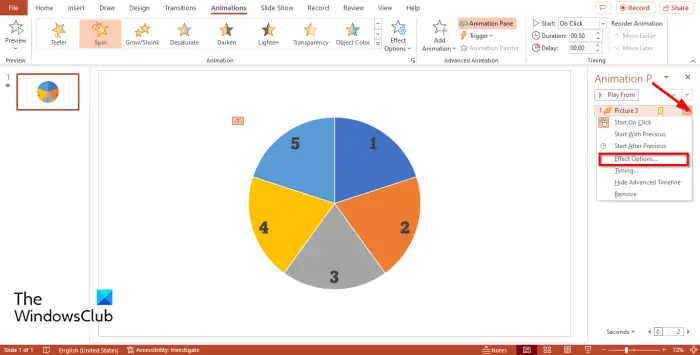 File Home Insert Draw Design Transitions Animations Slide Show Review View Help Record Share
Preview
Teeter Spin Grow/Shrink Desaturate Darken Lighten Transparency Object Color
Effect Options
Add Animation
Animation Pane
Trigger
Animation Painter
Start: On Click
Duration: 00.50
Delay: 00.00
Reorder Animation
Move Earlier
Move Later
Preview Animation Advanced Animation Timing
1
Animation P
Play From
1 Picture 3
Start On Click
Start With Previous
Start After Previous
Effect Options...
Timing...
Hide Advanced Timeline
Remove
1
5 1
4 2
3
The
WindowsClub
Seconds 0 2
Slide 1 of 1 English (United States) Accessibility: Investigate Notes 72%